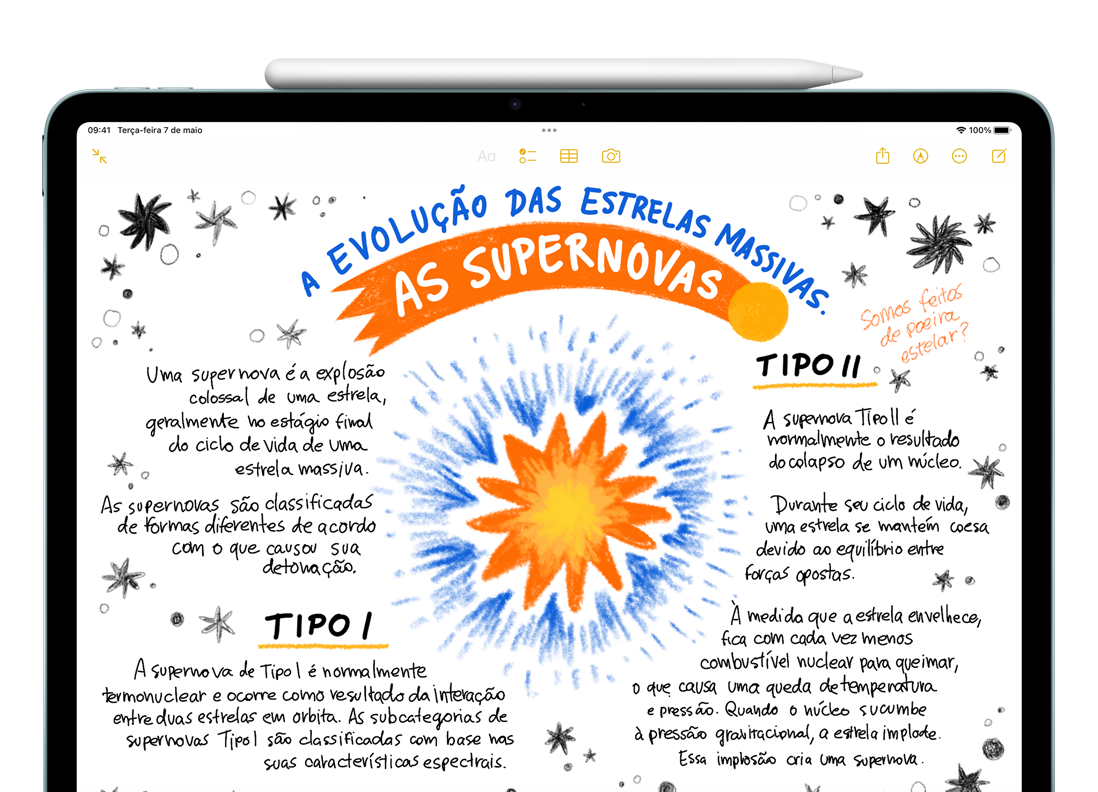 09:41 Terça-feira 7 de maio
100%
Aa
A EVOLUÇÃO DAS ESTRELAS MASSIVAS.
AS SUPERNOVAS
Somos feitos
de poeira
estelar?
Uma supernova é a explosão
colossal de uma estrela,
geralmente no estágio final
do ciclo de vida de uma
estrela massiva.
As supernovas são classificadas
de formas diferentes de acordo
com o que causou sua
detonação.
TIPO I
A supernova de Tipo I é normalmente
termonuclear e ocorre como resultado da interação
entre duas estrelas em orbita. As subcategorias de
supernovas Tipo I são classificadas com base nas
suas características espectrais.
TIPO II
A supernova Tipo II é
normalmente o resultado
do colapso de um núcleo.
Durante seu ciclo de vida,
uma estrela se mantém coesa
devido ao equilíbrio entre
forças opostas.
À medida que a estrela envelhece,
fica com cada vez menos
combustível nuclear para queimar,
o que causa uma queda de temperatura
e pressão. Quando o núcleo sucumbe
à pressão gravitacional, a estrela implode.
Essa implosão cria uma supernova.